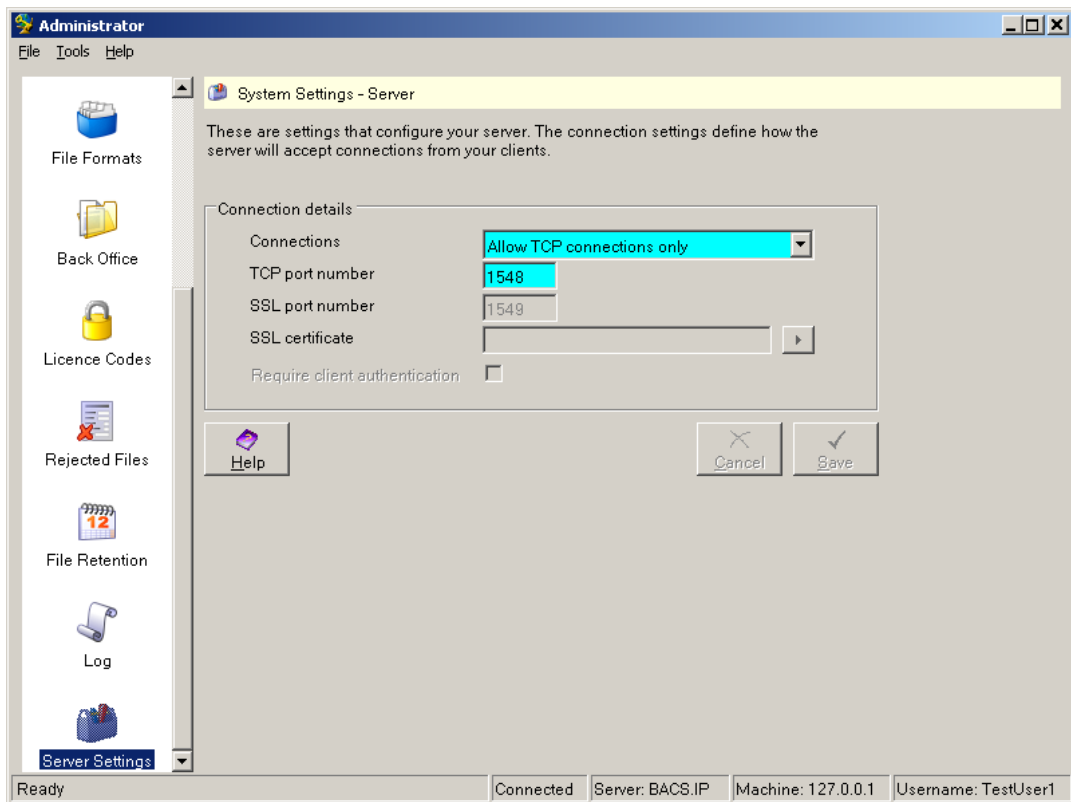 Administrator
File Tools Help
File Formats
Back Office
Licence Codes
Rejected Files
12
File Retention
Log
Server Settings
System Settings - Server
These are settings that configure your server. The connection settings define how the
server will accept connections from your clients.
Connection details
Connections Allow TCP connections only
TCP port number 1548
SSL port number 1549
SSL certificate
Require client authentication
Help Cancel Save
Ready Connected Server: BACS.IP Machine: 127.0.0.1 Username: TestUser1